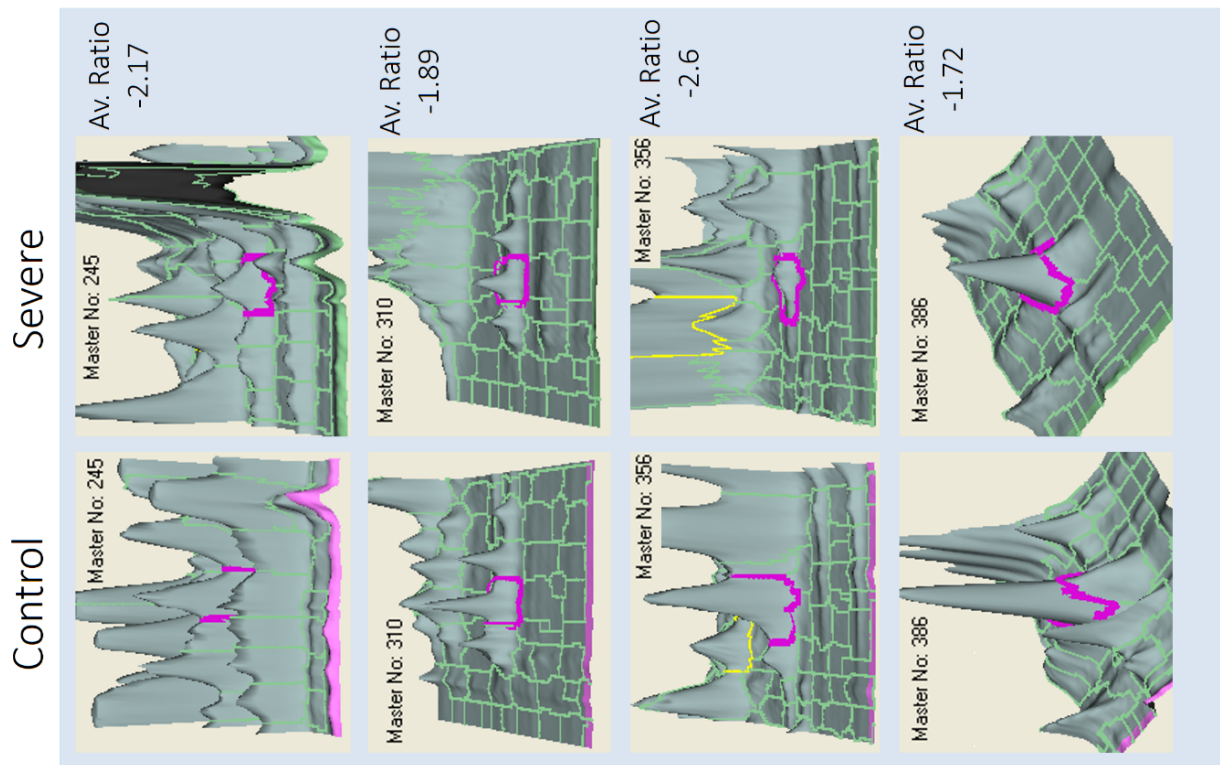 Control
Severe
Master No: 245
Master No: 245
Av. Ratio
-2.17
Master No: 310
Master No: 310
Av. Ratio
-1.89
Master No: 356
Master No: 356
Av. Ratio
-2.6
Master No: 386
Master No: 386
Av. Ratio
-1.72